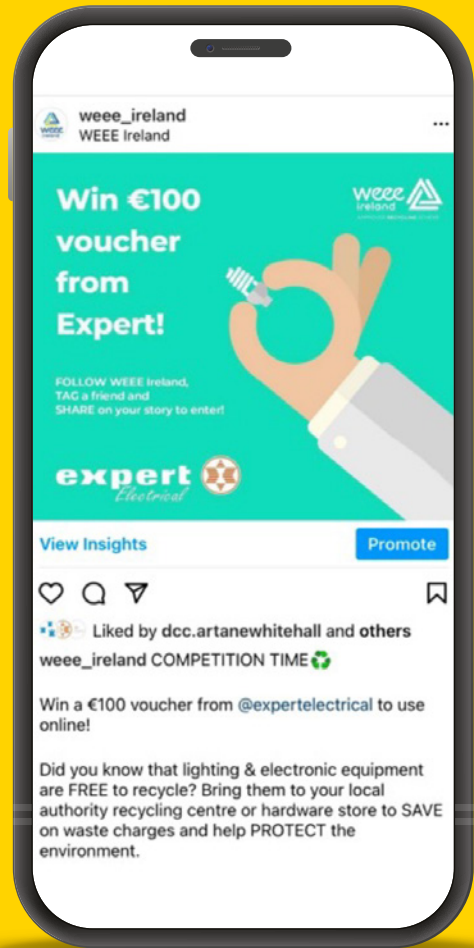 weee_ireland
WEEE Ireland
Win €100
voucher
from
Expert!
weee
ireland
FOLLOW WEEE Ireland,
TAG a friend and
SHARE on your story to enter!
expert
Electrical
View Insights
Promote
Liked by dcc.artanewhitehall and others
weee_ireland COMPETITION TIME♻️
Win a €100 voucher from @expertelectrical to use
online!
Did you know that lighting & electronic equipment
are FREE to recycle? Bring them to your local
authority recycling centre or hardware store to SAVE
on waste charges and help PROTECT the
environment.